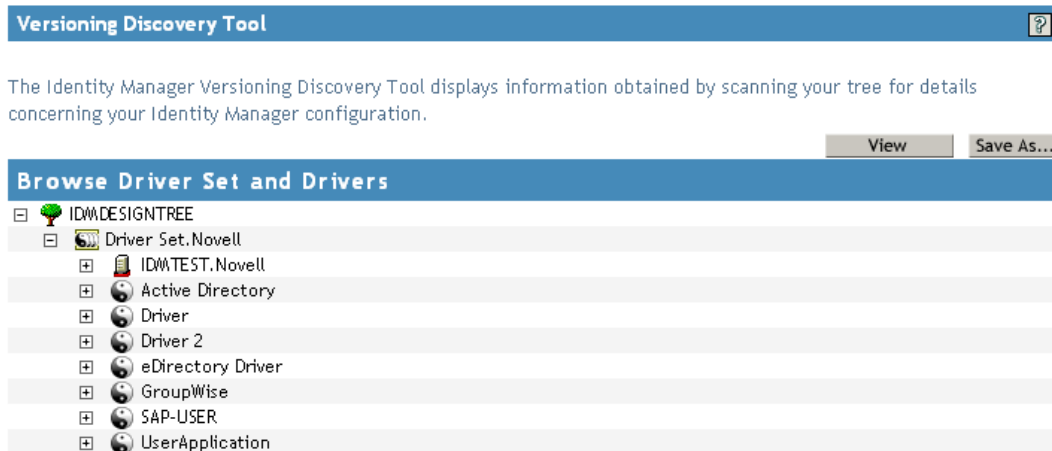 Versioning Discovery Tool
?
The Identity Manager Versioning Discovery Tool displays information obtained by scanning your tree for details
concerning your Identity Manager configuration.
View Save As...
Browse Driver Set and Drivers
IDMDESIGNTREE
Driver Set.Novell
IDMTEST.Novell
Active Directory
Driver
Driver 2
eDirectory Driver
GroupWise
SAP-USER
UserApplication